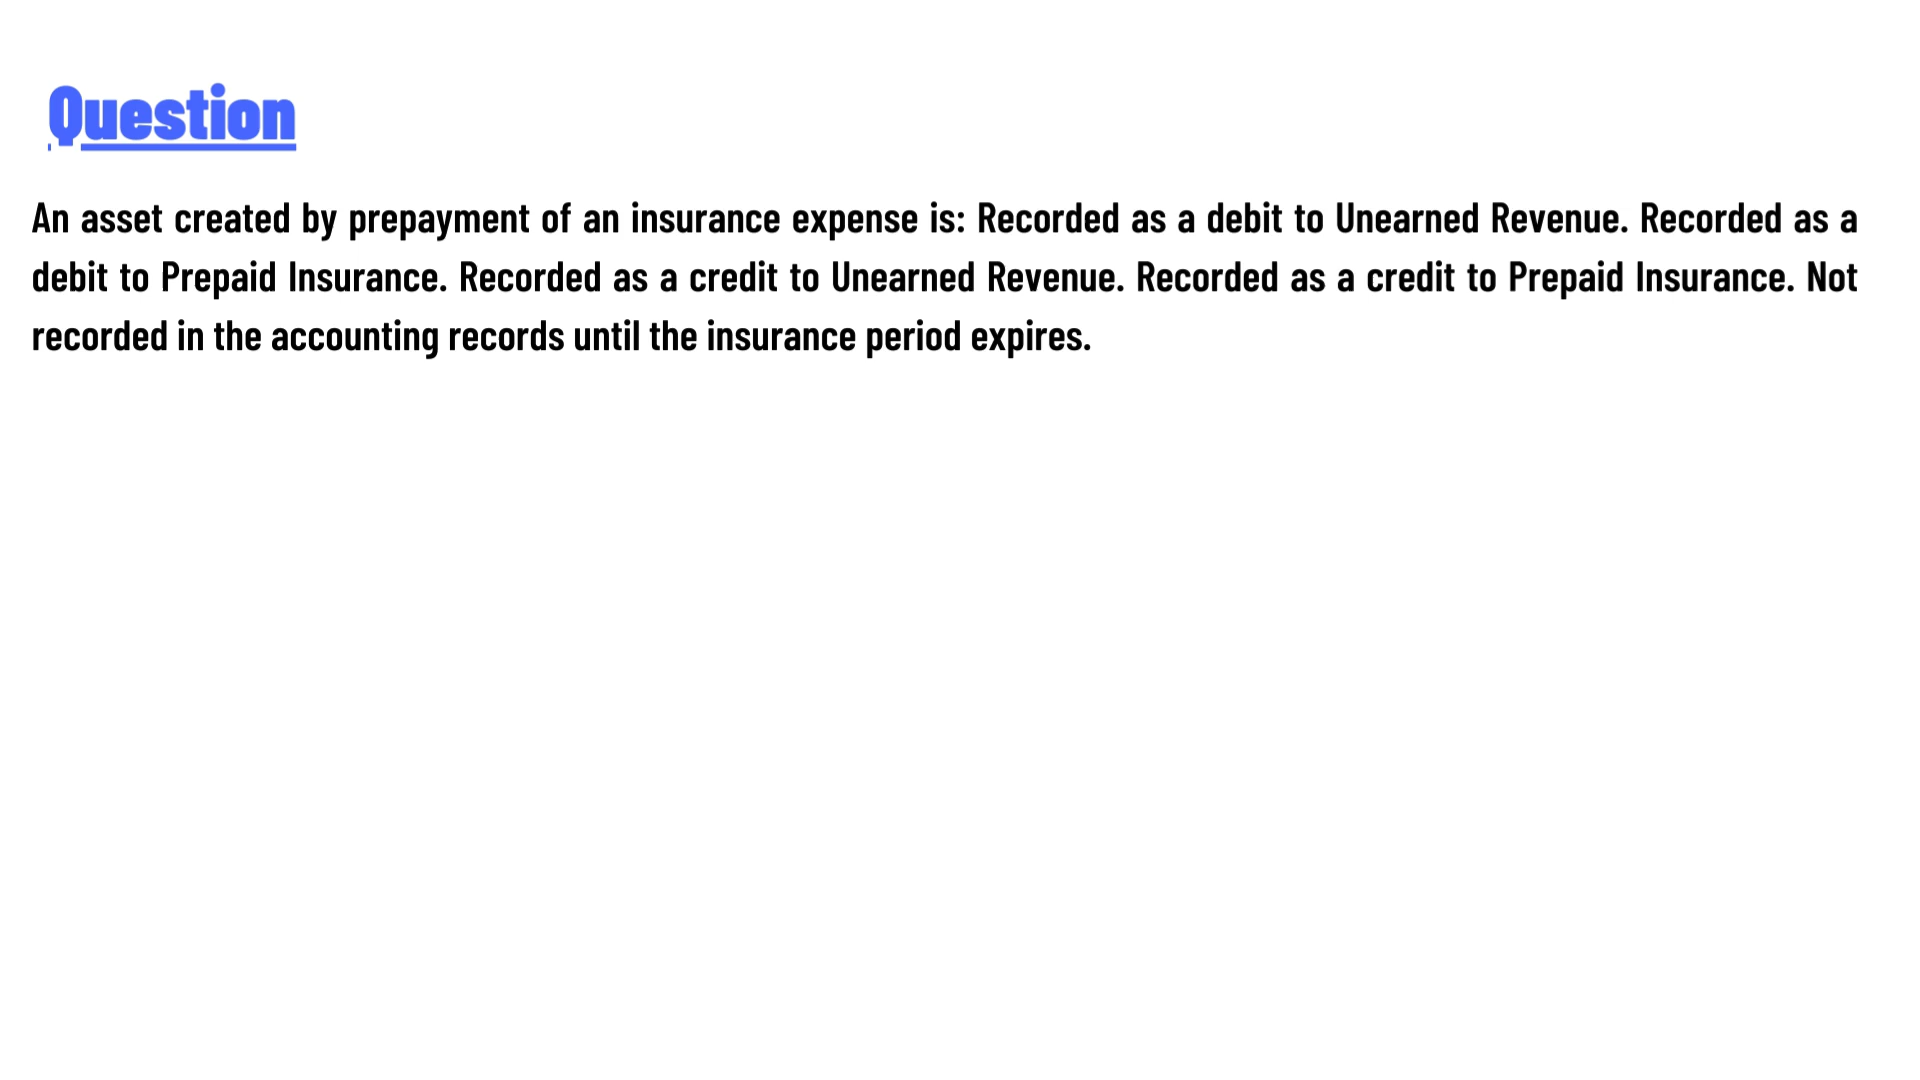 Question
An asset created by prepayment of an insurance expense is: Recorded as a debit to Unearned Revenue. Recorded as a
debit to Prepaid Insurance. Recorded as a credit to Unearned Revenue. Recorded as a credit to Prepaid Insurance. Not
recorded in the accounting records until the insurance period expires.